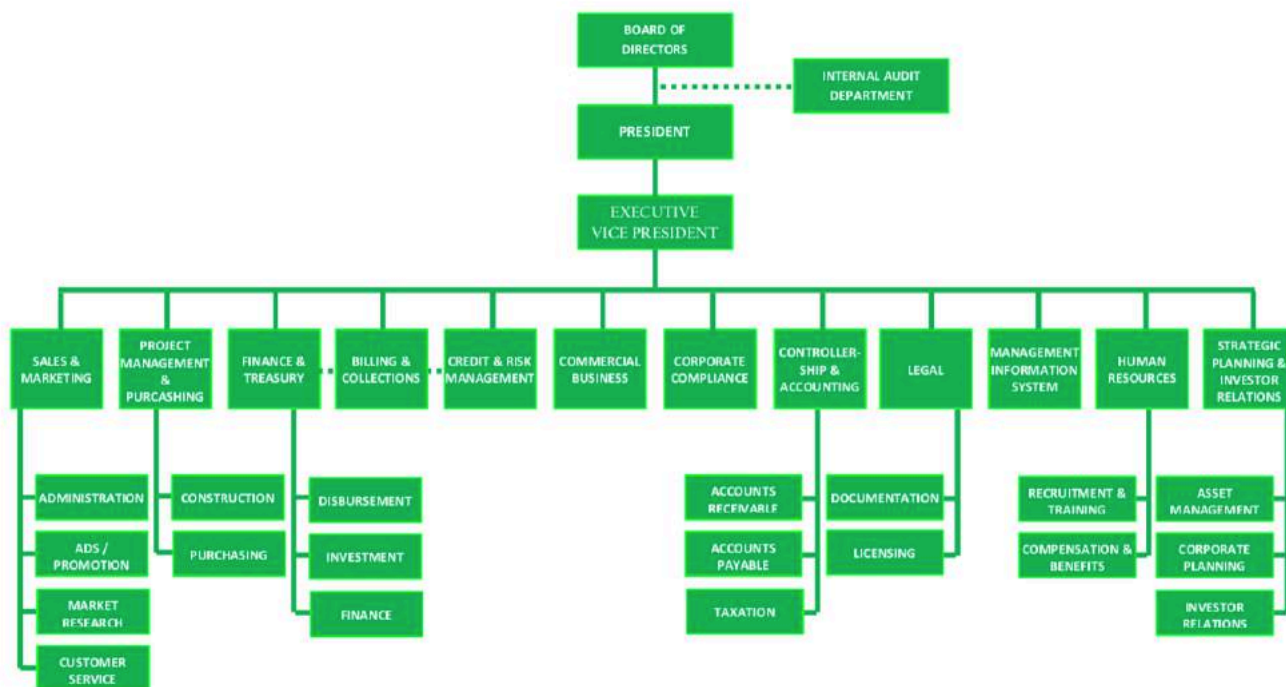 BOARD OF
DIRECTORS
INTERNAL AUDIT
DEPARTMENT
PRESIDENT
EXECUTIVE
VICE PRESIDENT
SALES &
MARKETING
PROJECT
MANAGEMENT
&
PURCASHING
FINANCE &
TREASURY
BILLING &
COLLECTIONS
CREDIT & RISK
MANAGEMENT
COMMERCIAL
BUSINESS
CORPORATE
COMPLIANCE
CONTROLLER-
SHIP &
ACCOUNTING
LEGAL
MANAGEMENT
INFORMATION
SYSTEM
HUMAN
RESOURCES
STRATEGIC
PLANNING &
INVESTOR
RELATIONS
ADMINISTRATION
ADS /
PROMOTION
MARKET
RESEARCH
CUSTOMER
SERVICE
CONSTRUCTION
PURCHASING
DISBURSEMENT
INVESTMENT
FINANCE
ACCOUNTS
RECEIVABLE
ACCOUNTS
PAYABLE
TAXATION
DOCUMENTATION
LICENSING
RECRUITMENT &
TRAINING
COMPENSATION &
BENEFITS
ASSET
MANAGEMENT
CORPORATE
PLANNING
INVESTOR
RELATIONS